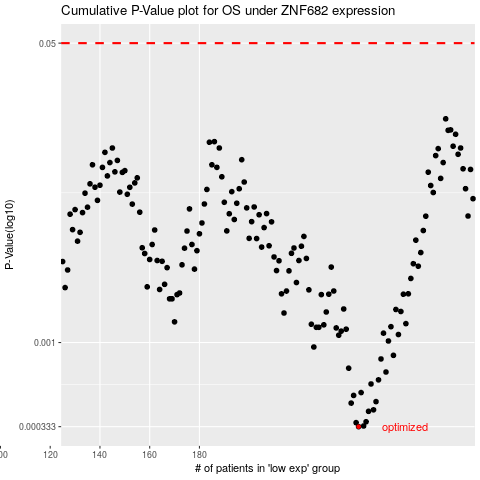 Cumulative P-Value plot for OS under ZNF682 expression
0.05
P-Value(log10)
0.001
0.000333
optimized
00 120 140 160 180
# of patients in 'low exp' group